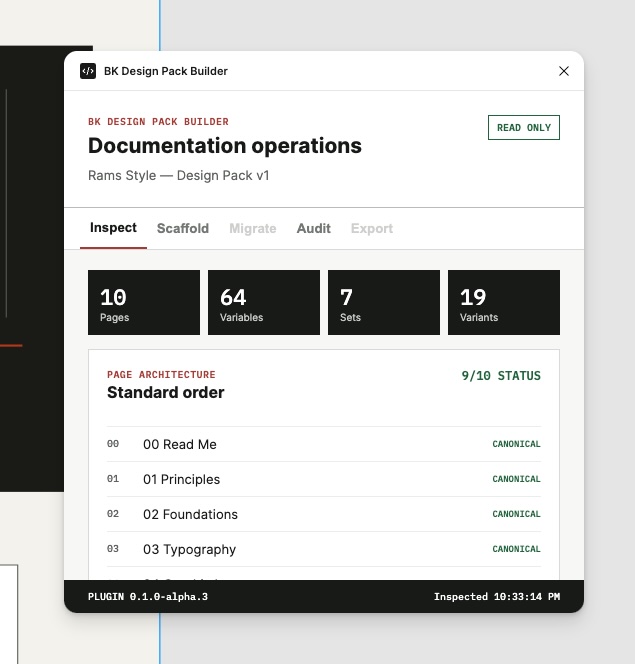 BK Design Pack Builder
BK DESIGN PACK BUILDER
READ ONLY
Documentation operations
Rams Style — Design Pack v1
Inspect Scaffold Migrate Audit Export
10 64 7 19
Pages Variables Sets Variants
PAGE ARCHITECTURE
9/10 STATUS
Standard order
00 00 Read Me CANONICAL
01 01 Principles CANONICAL
02 02 Foundations CANONICAL
03 03 Typography CANONICAL
PLUGIN 0.1.0-alpha.3 Inspected 10:33:14 PM